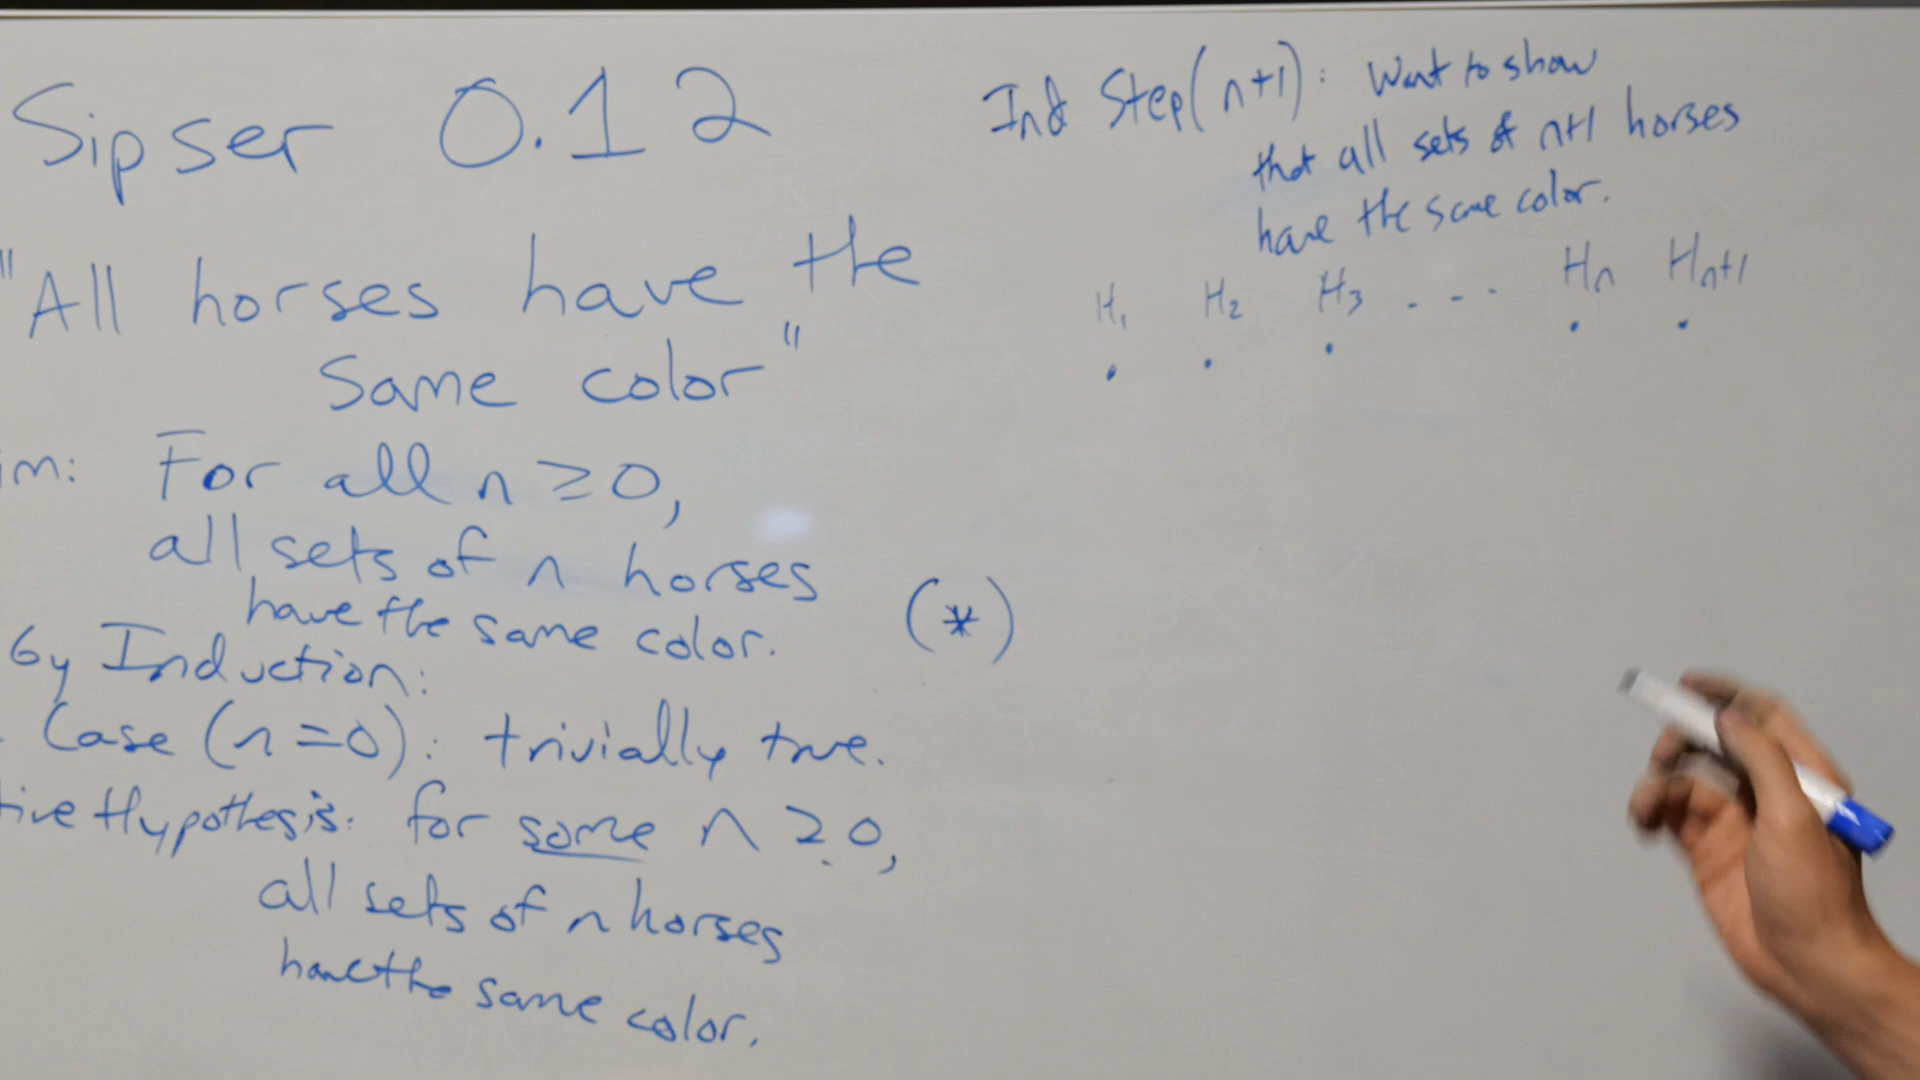 Sipser 0.12
"All horses have the
same color"
im: For all n ≥ 0,
all sets of n horses
have the same color. (*)
by Induction:
Case (n=0): trivially true.
tive Hypothesis: for some n ≥ 0,
all sets of n horses
have the same color.
Ind Step (n+1): Want to show
that all sets of n+1 horses
have the same color.
H₁ H₂ H₃ . - - . Hₙ Hₙ₊₁